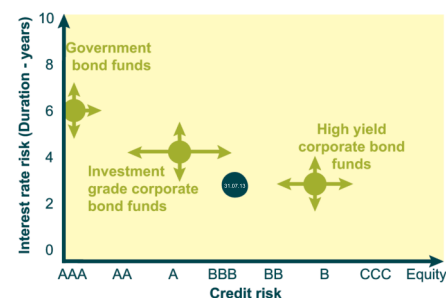 10
8
6
4
2
0
Interest rate risk (Duration - years)
Government
bond funds
Investment
grade corporate
bond funds
31.07.13
High yield
corporate bond
funds
AAA AA A BBB BB B CCC Equity
Credit risk